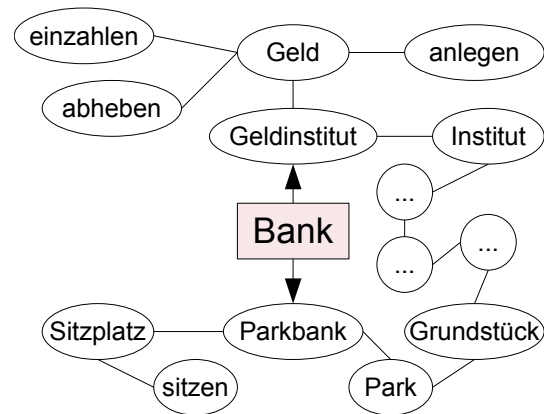 einzahlen
Geld
anlegen
abheben
Geldinstitut
Institut
...
Bank
...
...
Sitzplatz
Parkbank
Grundstück
sitzen
Park